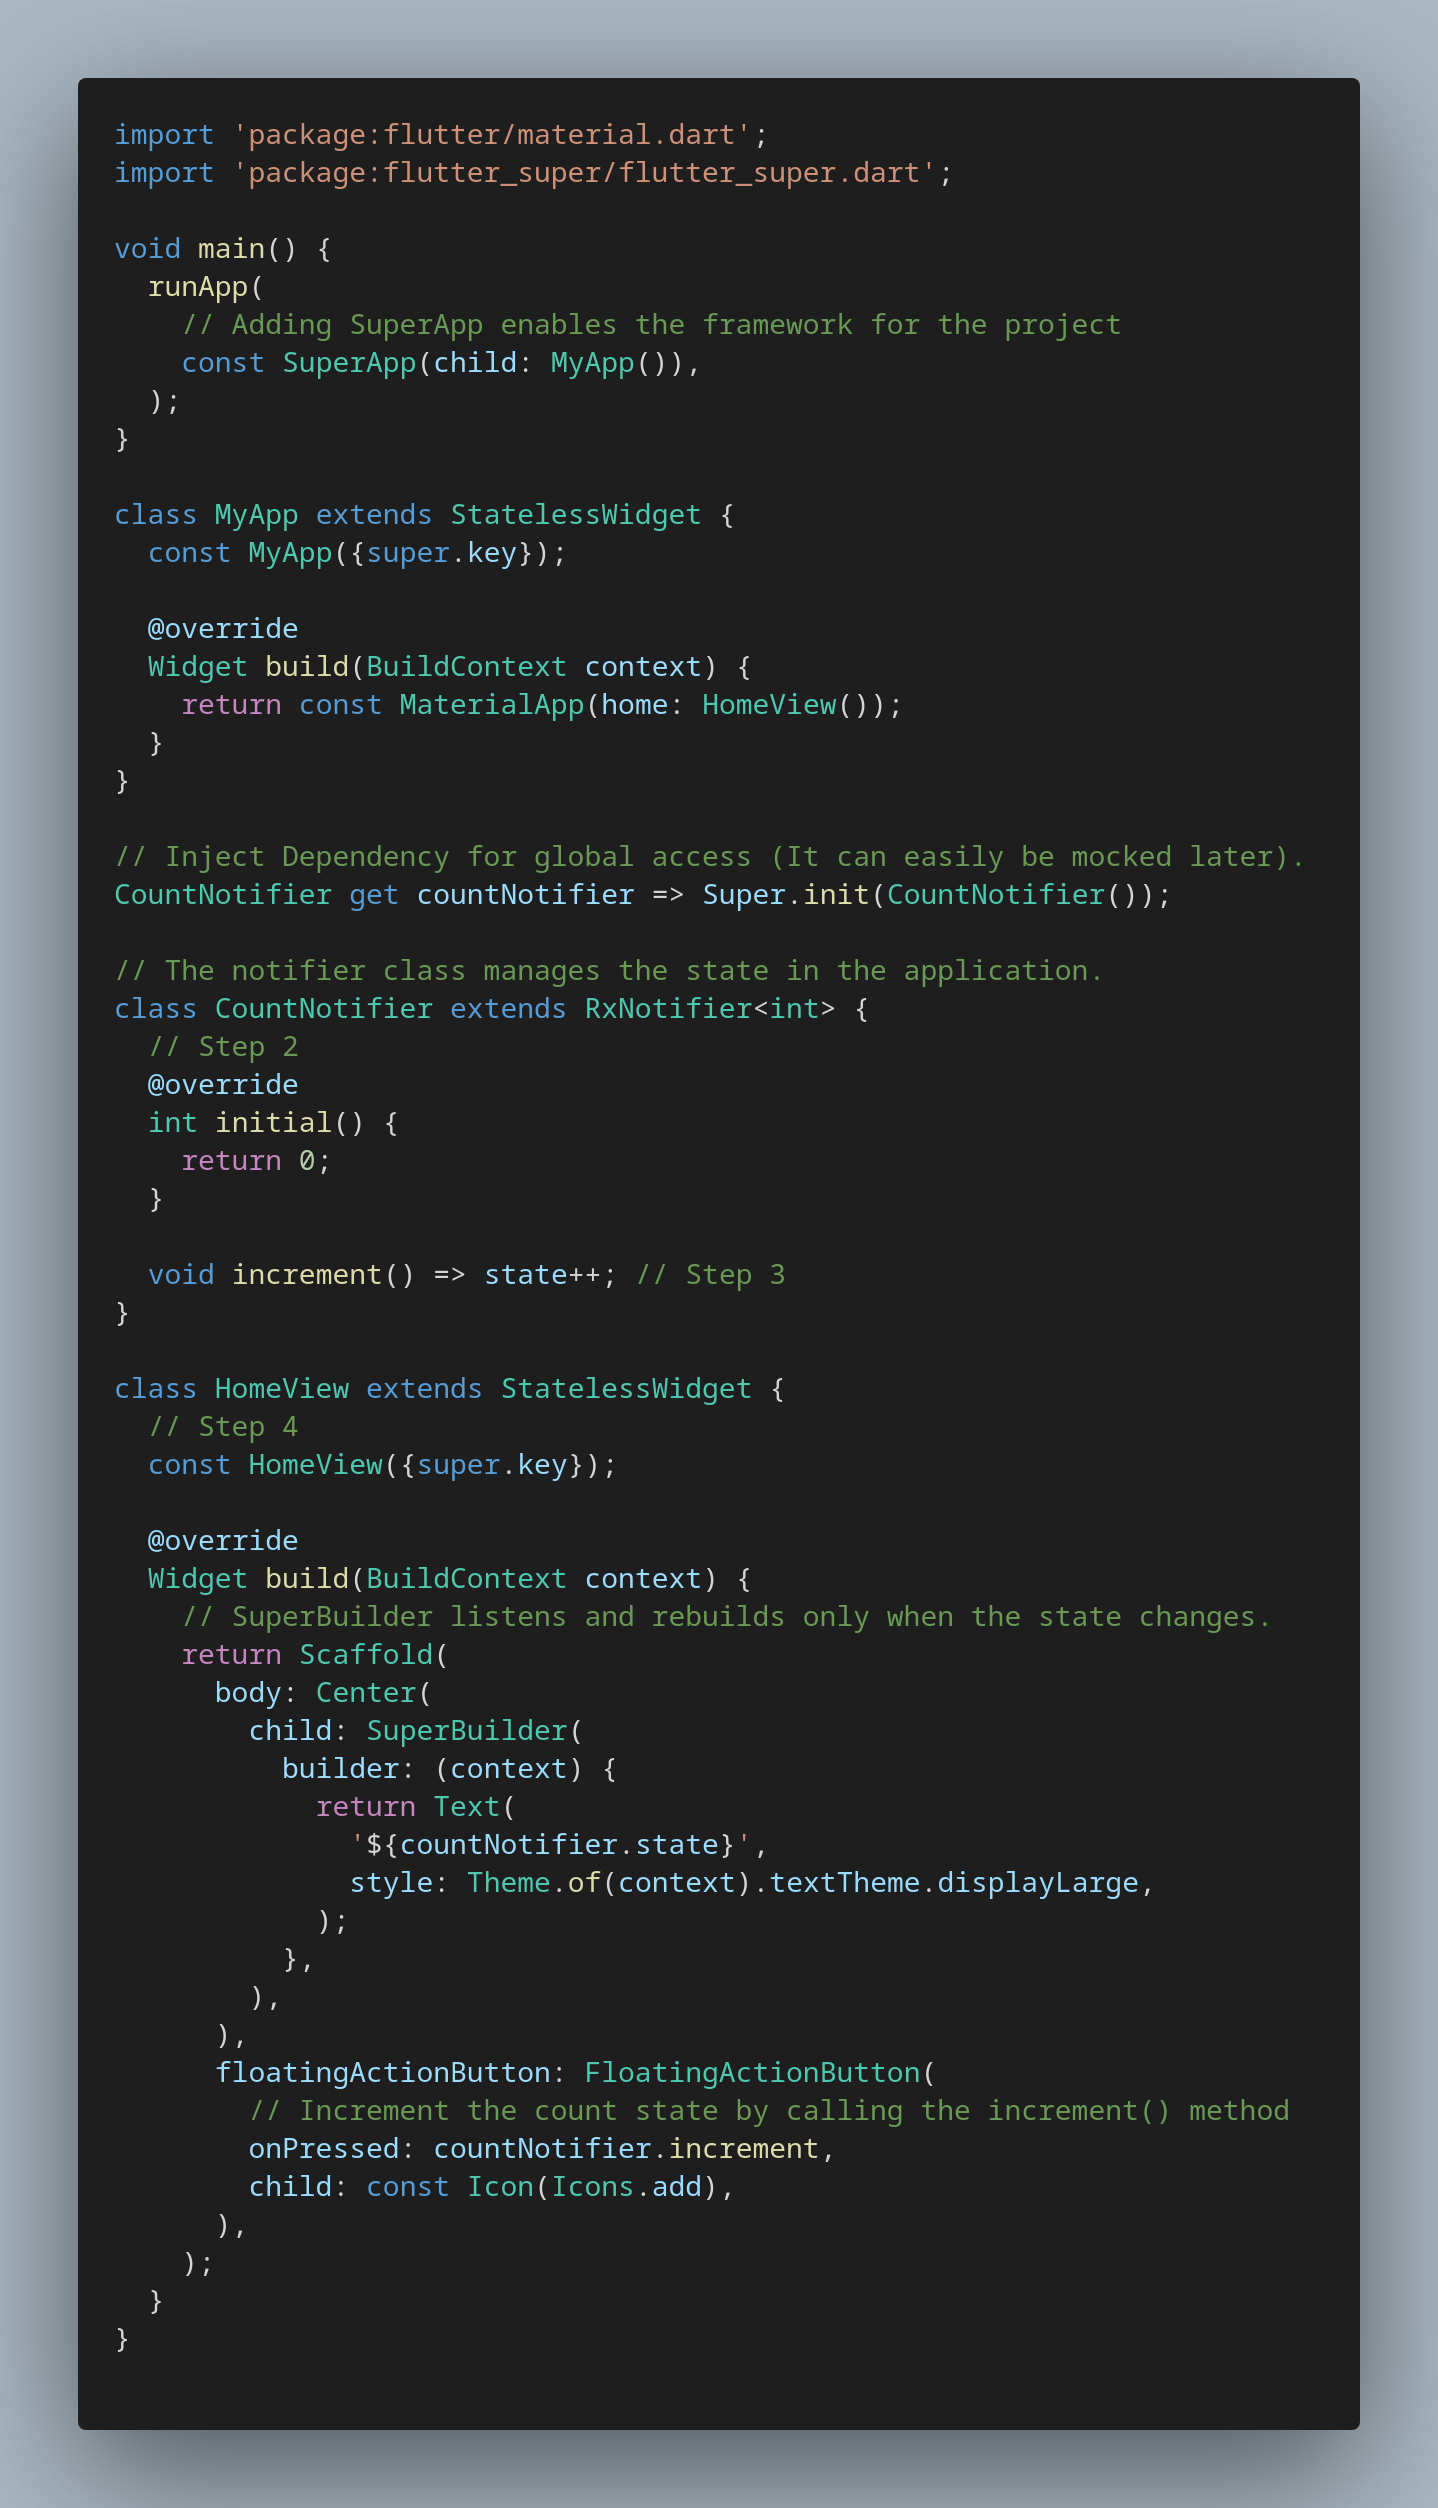 import 'package:flutter/material.dart';
import 'package:flutter_super/flutter_super.dart';

void main() {
  runApp(
    // Adding SuperApp enables the framework for the project
    const SuperApp(child: MyApp()),
  );
}

class MyApp extends StatelessWidget {
  const MyApp({super.key});

  @override
  Widget build(BuildContext context) {
    return const MaterialApp(home: HomeView());
  }
}

// Inject Dependency for global access (It can easily be mocked later).
CountNotifier get countNotifier => Super.init(CountNotifier());

// The notifier class manages the state in the application.
class CountNotifier extends RxNotifier<int> {
  // Step 2
  @override
  int initial() {
    return 0;
  }

  void increment() => state++; // Step 3
}

class HomeView extends StatelessWidget {
  // Step 4
  const HomeView({super.key});

  @override
  Widget build(BuildContext context) {
    // SuperBuilder listens and rebuilds only when the state changes.
    return Scaffold(
      body: Center(
        child: SuperBuilder(
          builder: (context) {
            return Text(
              '${countNotifier.state}',
              style: Theme.of(context).textTheme.displayLarge,
            );
          },
        ),
      ),
      floatingActionButton: FloatingActionButton(
        // Increment the count state by calling the increment() method
        onPressed: countNotifier.increment,
        child: const Icon(Icons.add),
      ),
    );
  }
}